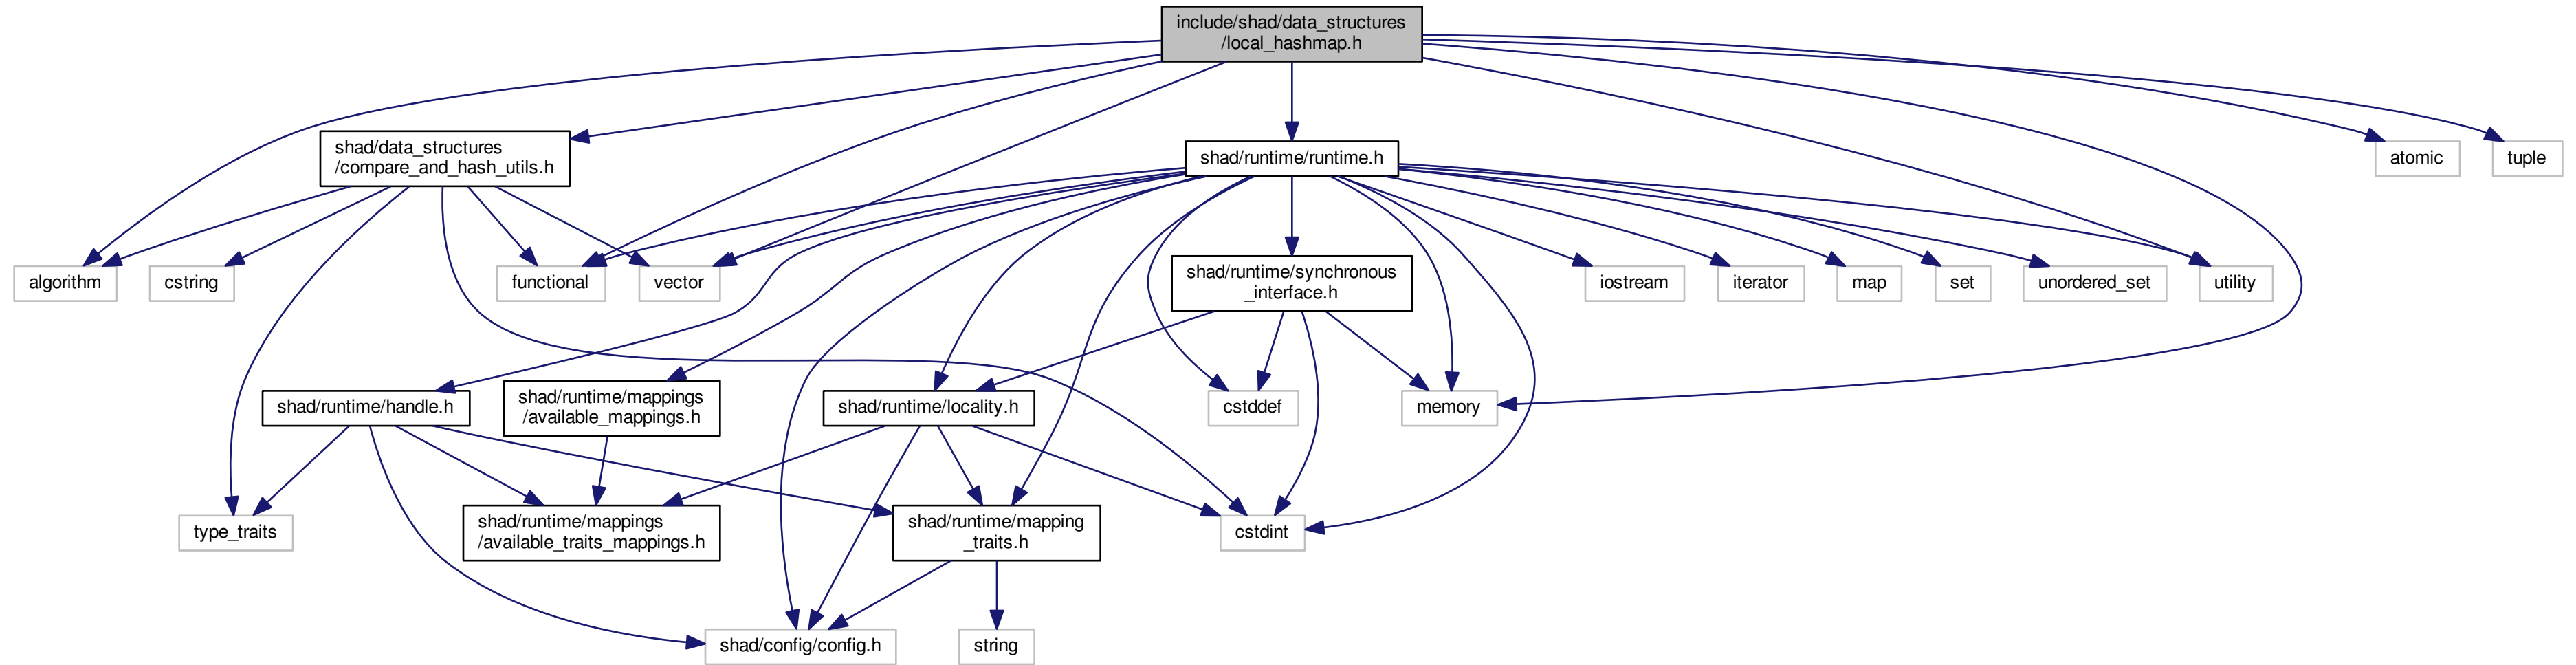 include/shad/data_structures
/local_hashmap.h
shad/data_structures
/compare_and_hash_utils.h
shad/runtime/runtime.h
atomic
tuple
algorithm
cstring
functional
vector
shad/runtime/synchronous
_interface.h
iostream
iterator
map
set
unordered_set
utility
shad/runtime/handle.h
shad/runtime/mappings
/available_mappings.h
shad/runtime/locality.h
cstddef
memory
type_traits
shad/runtime/mappings
/available_traits_mappings.h
shad/runtime/mapping
_traits.h
cstdint
shad/config/config.h
string